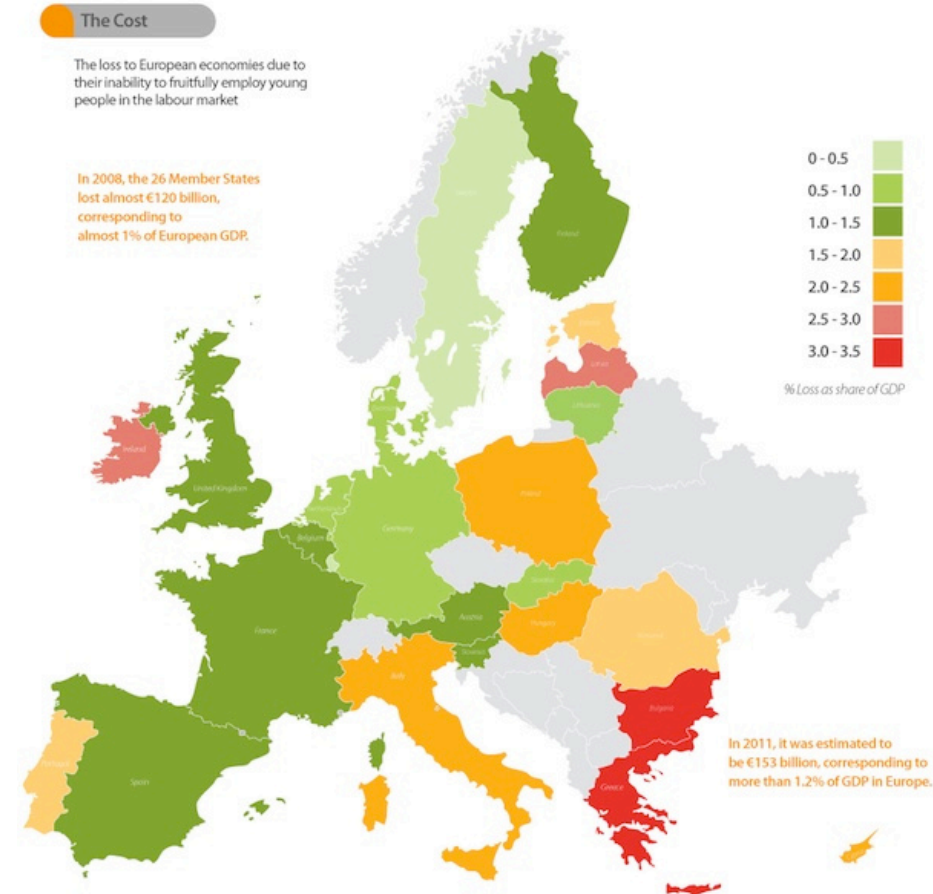 The Cost
The loss to European economies due to
their inability to fruitfully employ young
people in the labour market
In 2008, the 26 Member States
lost almost €120 billion,
corresponding to
almost 1% of European GDP.
0 - 0.5
0.5 - 1.0
1.0 - 1.5
1.5 - 2.0
2.0 - 2.5
2.5 - 3.0
3.0 - 3.5
% Loss as share of GDP
Finland
Latvia
Lithuania
Ireland
United Kingdom
Poland
Belgium
Germany
Austria
Hungary
Slovenia
France
Italy
Romania
Bulgaria
Portugal
Spain
Greece
In 2011, it was estimated to
be €153 billion, corresponding to
more than 1.2% of GDP in Europe.